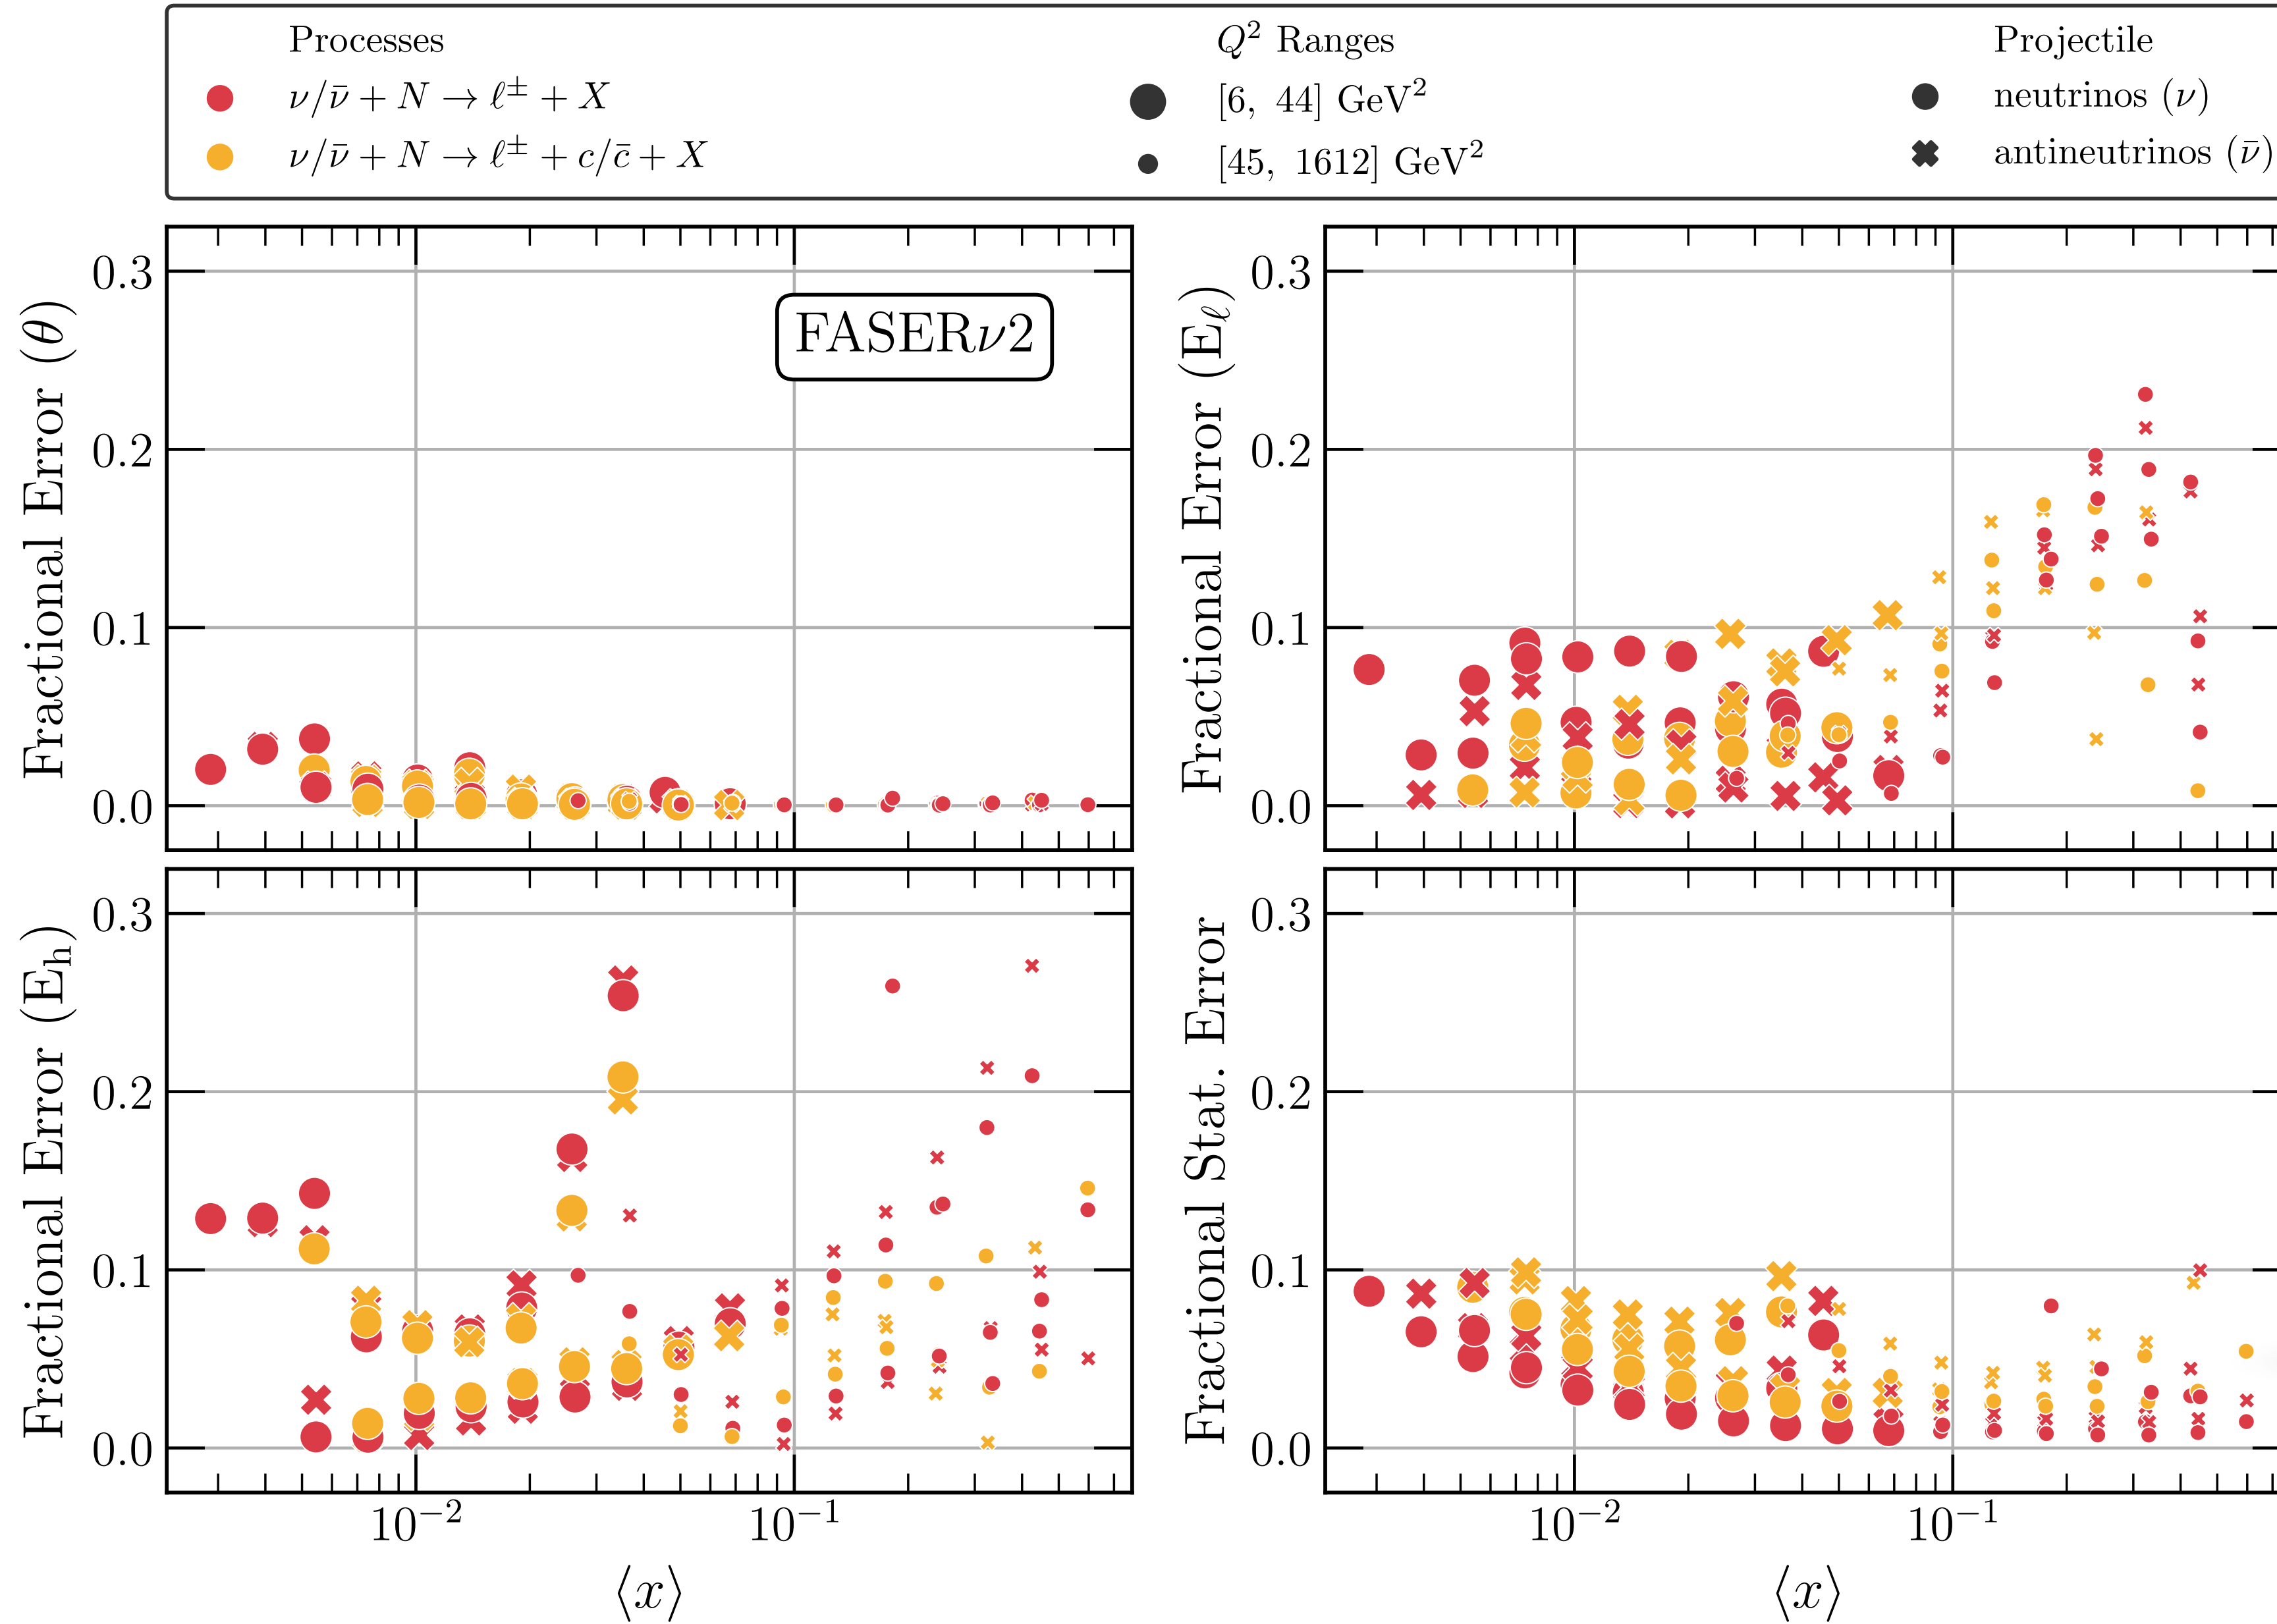 Processes
ν/ν̄ + N → ℓ± + X
ν/ν̄ + N → ℓ± + c/c̄ + X
Q² Ranges
[6, 44] GeV²
[45, 1612] GeV²
Projectile
neutrinos (ν)
antineutrinos (ν̄)
Fractional Error (θ)
0.3
0.2
0.1
0.0
FASERν2
Fractional Error (E_ℓ)
0.3
0.2
0.1
0.0
Fractional Error (E_h)
0.3
0.2
0.1
0.0
10⁻²
10⁻¹
⟨x⟩
Fractional Stat. Error
0.3
0.2
0.1
0.0
10⁻²
10⁻¹
⟨x⟩